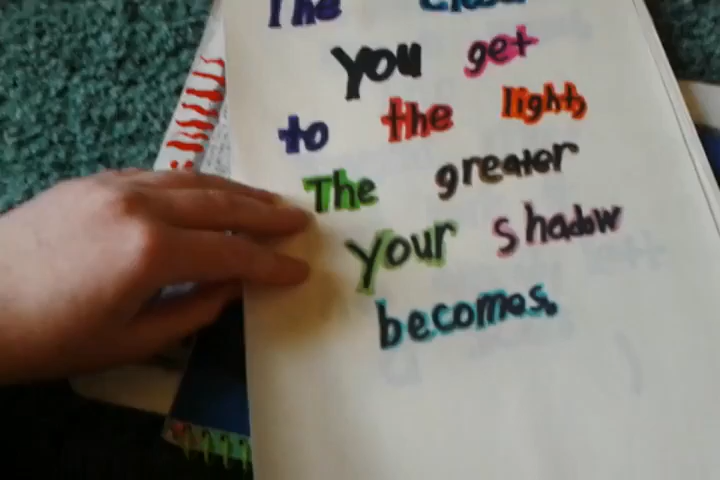 The
you get
to the light,
The greater
your shadow
becomes.